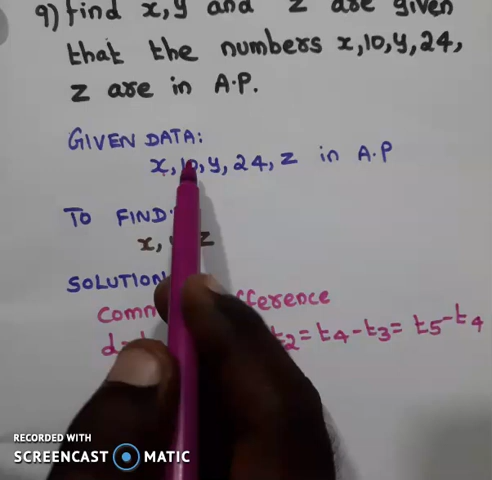 9) find x, y and z are given
that the numbers x, 10, y, 24,
z are in A.P.
GIVEN DATA:
x, 10, y, 24, z in A.P
TO FIND:
x, z
SOLUTION
d = t2 = t4 - t3 = t5 - t4
RECORDED WITH
SCREENCAST MATIC